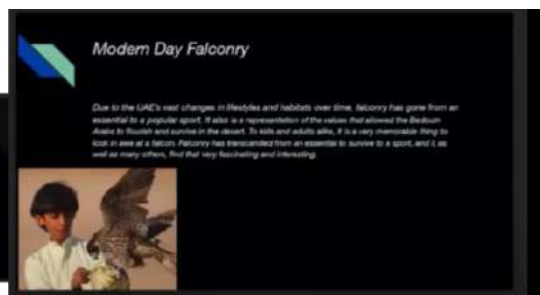 Modern Day Falconry
Due to the UAE's vast changes in lifestyles and habitats over time, falconry has gone from an
essential to a popular sport. It also is a representation of the values that allowed the Bedouin
Arabs to flourish and survive in the desert. To kids and adults alike, it is a very memorable thing to
look in awe at a falcon. Falconry has transcended from an essential to survive to a sport, and I, as
well as many others, find that very fascinating and interesting.